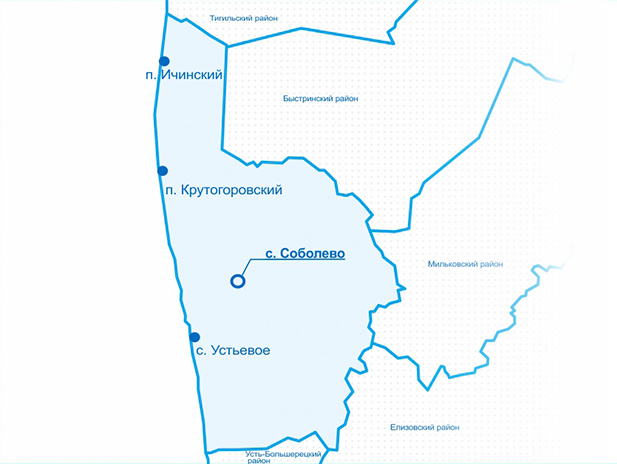 Тигильский район
п. Ичинский
Быстринский район
п. Крутогоровский
с. Соболево
Мильковский район
с. Устьевое
Елизовский район
Усть-Большерецкий
район